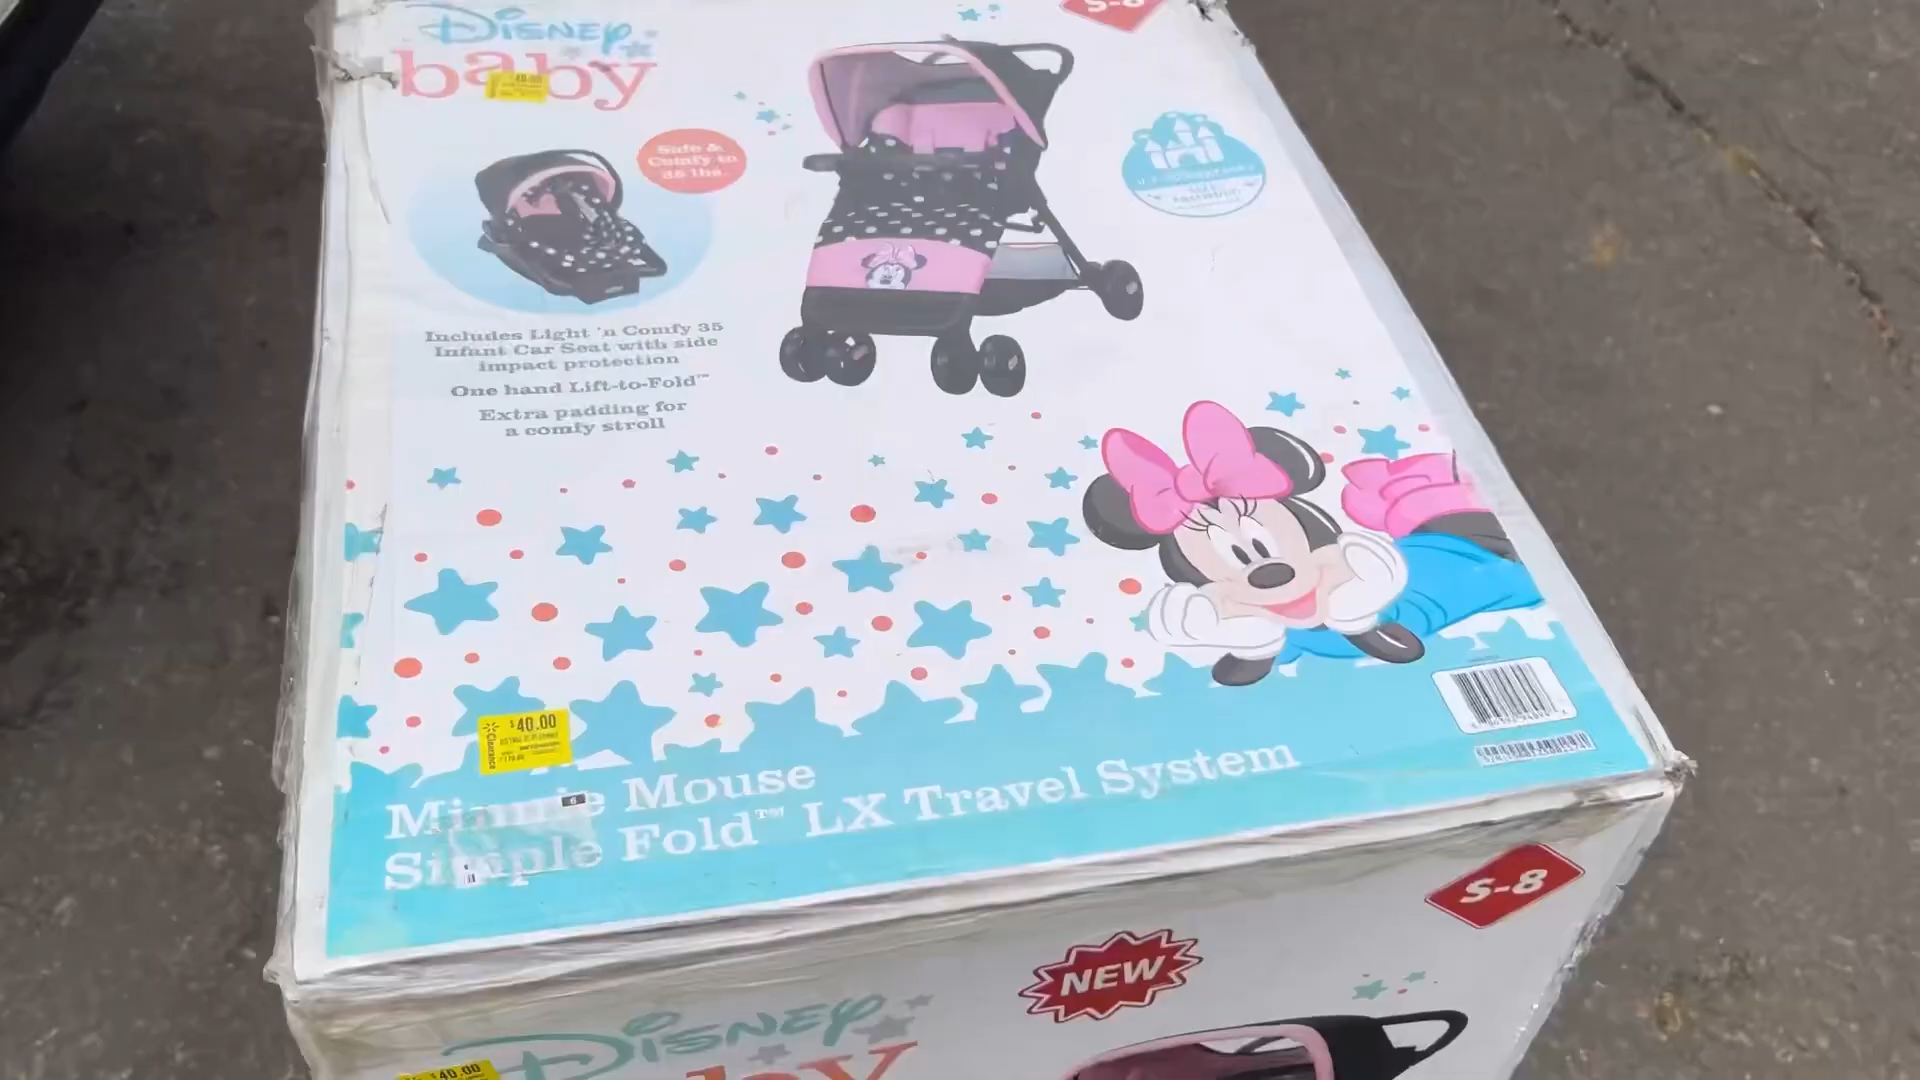 S-8
DISNEY
baby
40.00
Safe &
Comfy to
35 lbs.
Includes Light 'n Comfy 35
Infant Car Seat with side
impact protection
One hand Lift-to-Fold™
Extra padding for
a comfy stroll
$40.00
Clearance
Minnie Mouse
Simple Fold™ LX Travel System
S-8
NEW
DISNEY
baby
$40.00